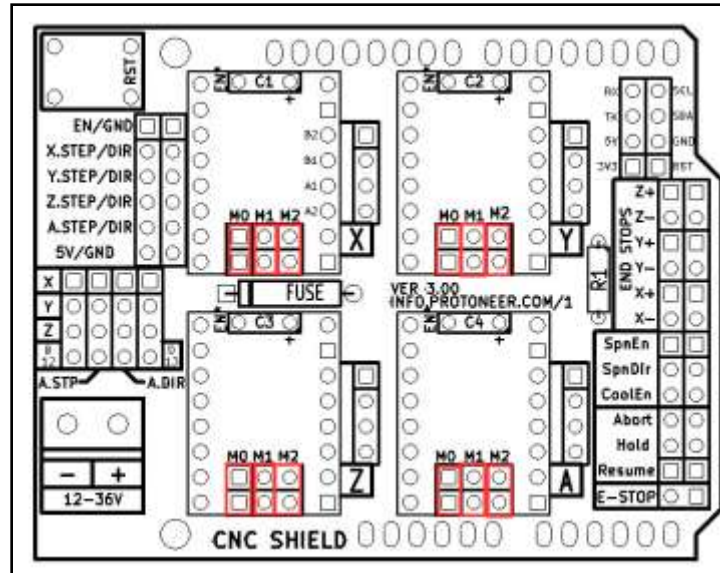 RST
EN/GND
X.STEP/DIR
Y.STEP/DIR
Z.STEP/DIR
A.STEP/DIR
5V/GND
X
Y
Z
D12
D13
A.STP
A.DIR
- +
12-36V
EN
C1
+
B2
B1
A1
A2
M0 M1 M2
X
EN
C2
+
M0 M1 M2
Y
FUSE
VER 3.00
INFO.PROTONEER.COM/1
R1
EN
C3
+
M0 M1 M2
Z
EN
C4
+
M0 M1 M2
A
CNC SHIELD
RX SCL
TX SDA
5V GND
3V3 RST
END STOPS
Z+
Z-
Y+
Y-
X+
X-
SpnEn
SpnDir
CoolEn
Abort
Hold
Resume
E-STOP